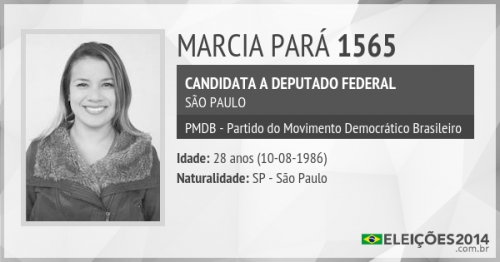 MARCIA PARÁ 1565
CANDIDATA A DEPUTADO FEDERAL
SÃO PAULO
PMDB - Partido do Movimento Democrático Brasileiro
Idade: 28 anos (10-08-1986)
Naturalidade: SP - São Paulo
ELEIÇÕES2014
.com.br